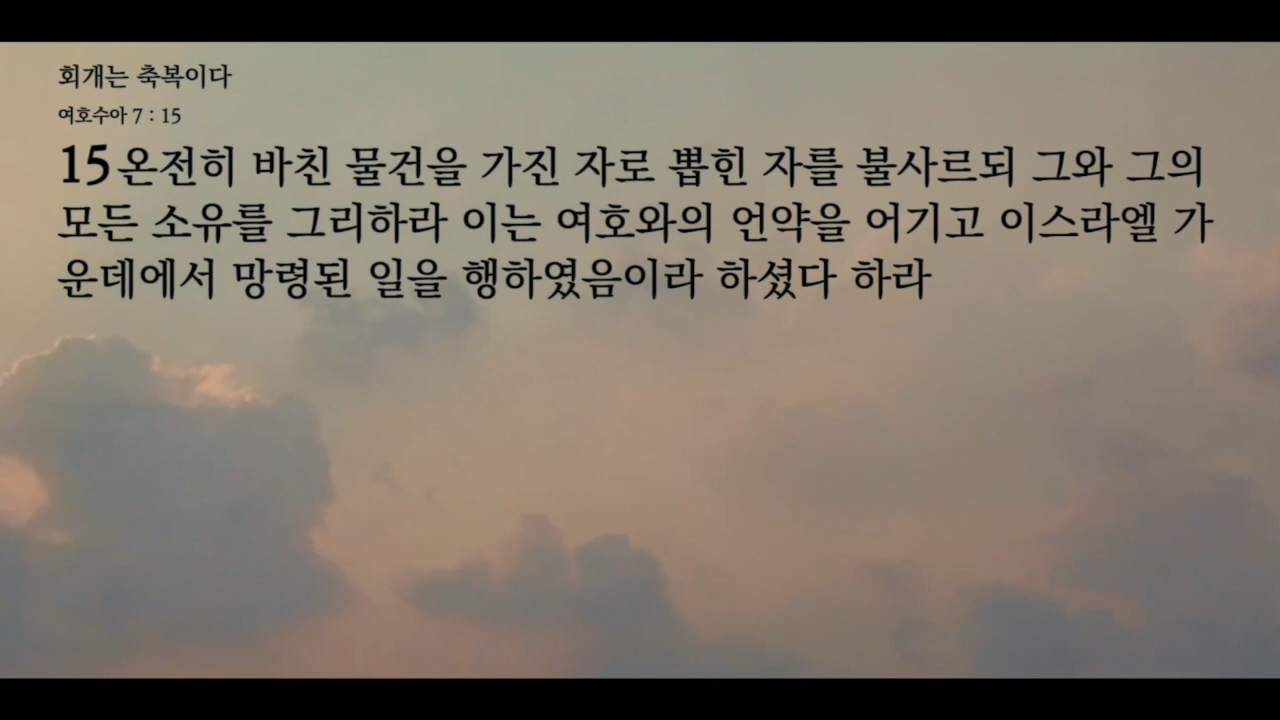 회개는 축복이다
여호수아 7 : 15
15 온전히 바친 물건을 가진 자로 뽑힌 자를 불사르되 그와 그의
모든 소유를 그리하라 이는 여호와의 언약을 어기고 이스라엘 가
운데에서 망령된 일을 행하였음이라 하셨다 하라